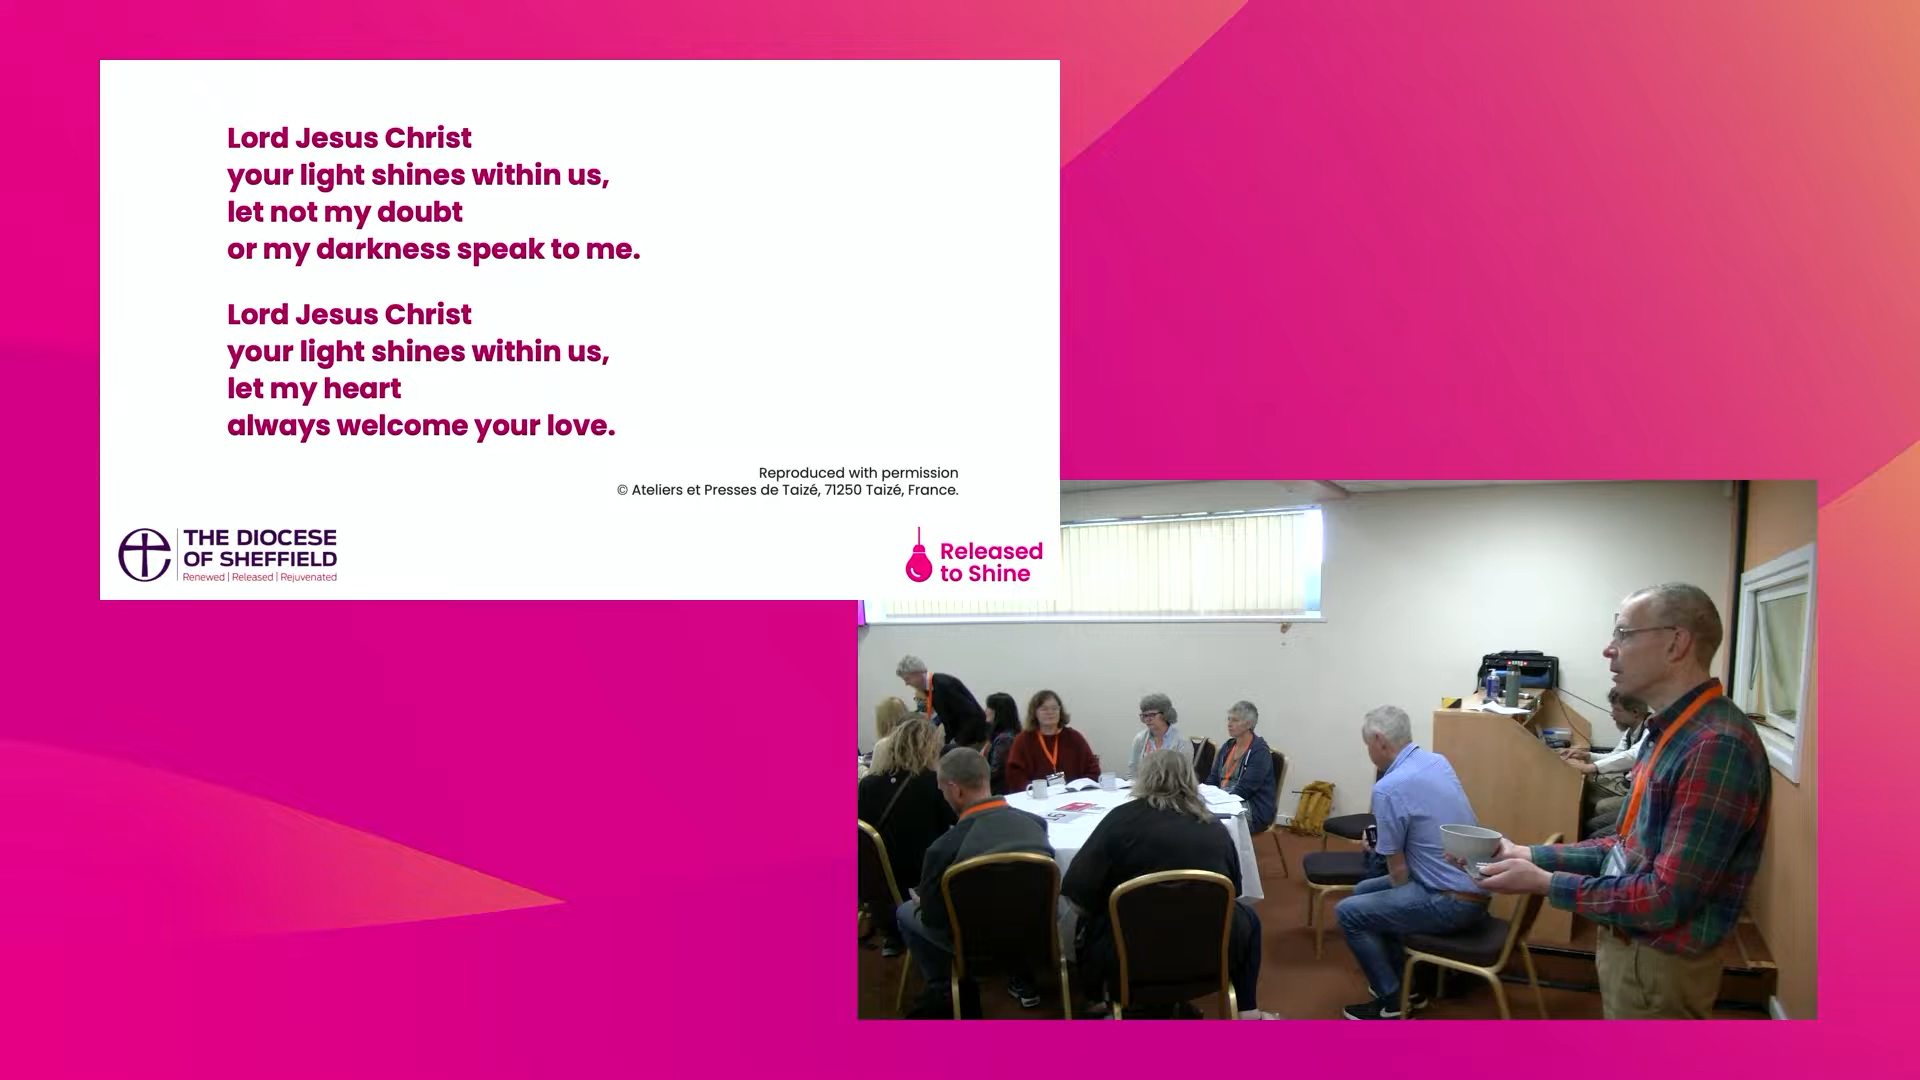 Lord Jesus Christ
your light shines within us,
let not my doubt
or my darkness speak to me.
Lord Jesus Christ
your light shines within us,
let my heart
always welcome your love.
Reproduced with permission
© Ateliers et Presses de Taizé, 71250 Taizé, France.
THE DIOCESE
OF SHEFFIELD
Renewed | Released | Rejuvenated
Released
to Shine